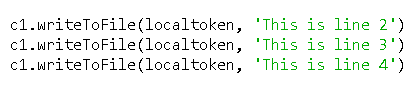 c1.writeToFile(localtoken, 'This is line 2')
c1.writeToFile(localtoken, 'This is line 3')
c1.writeToFile(localtoken, 'This is line 4')